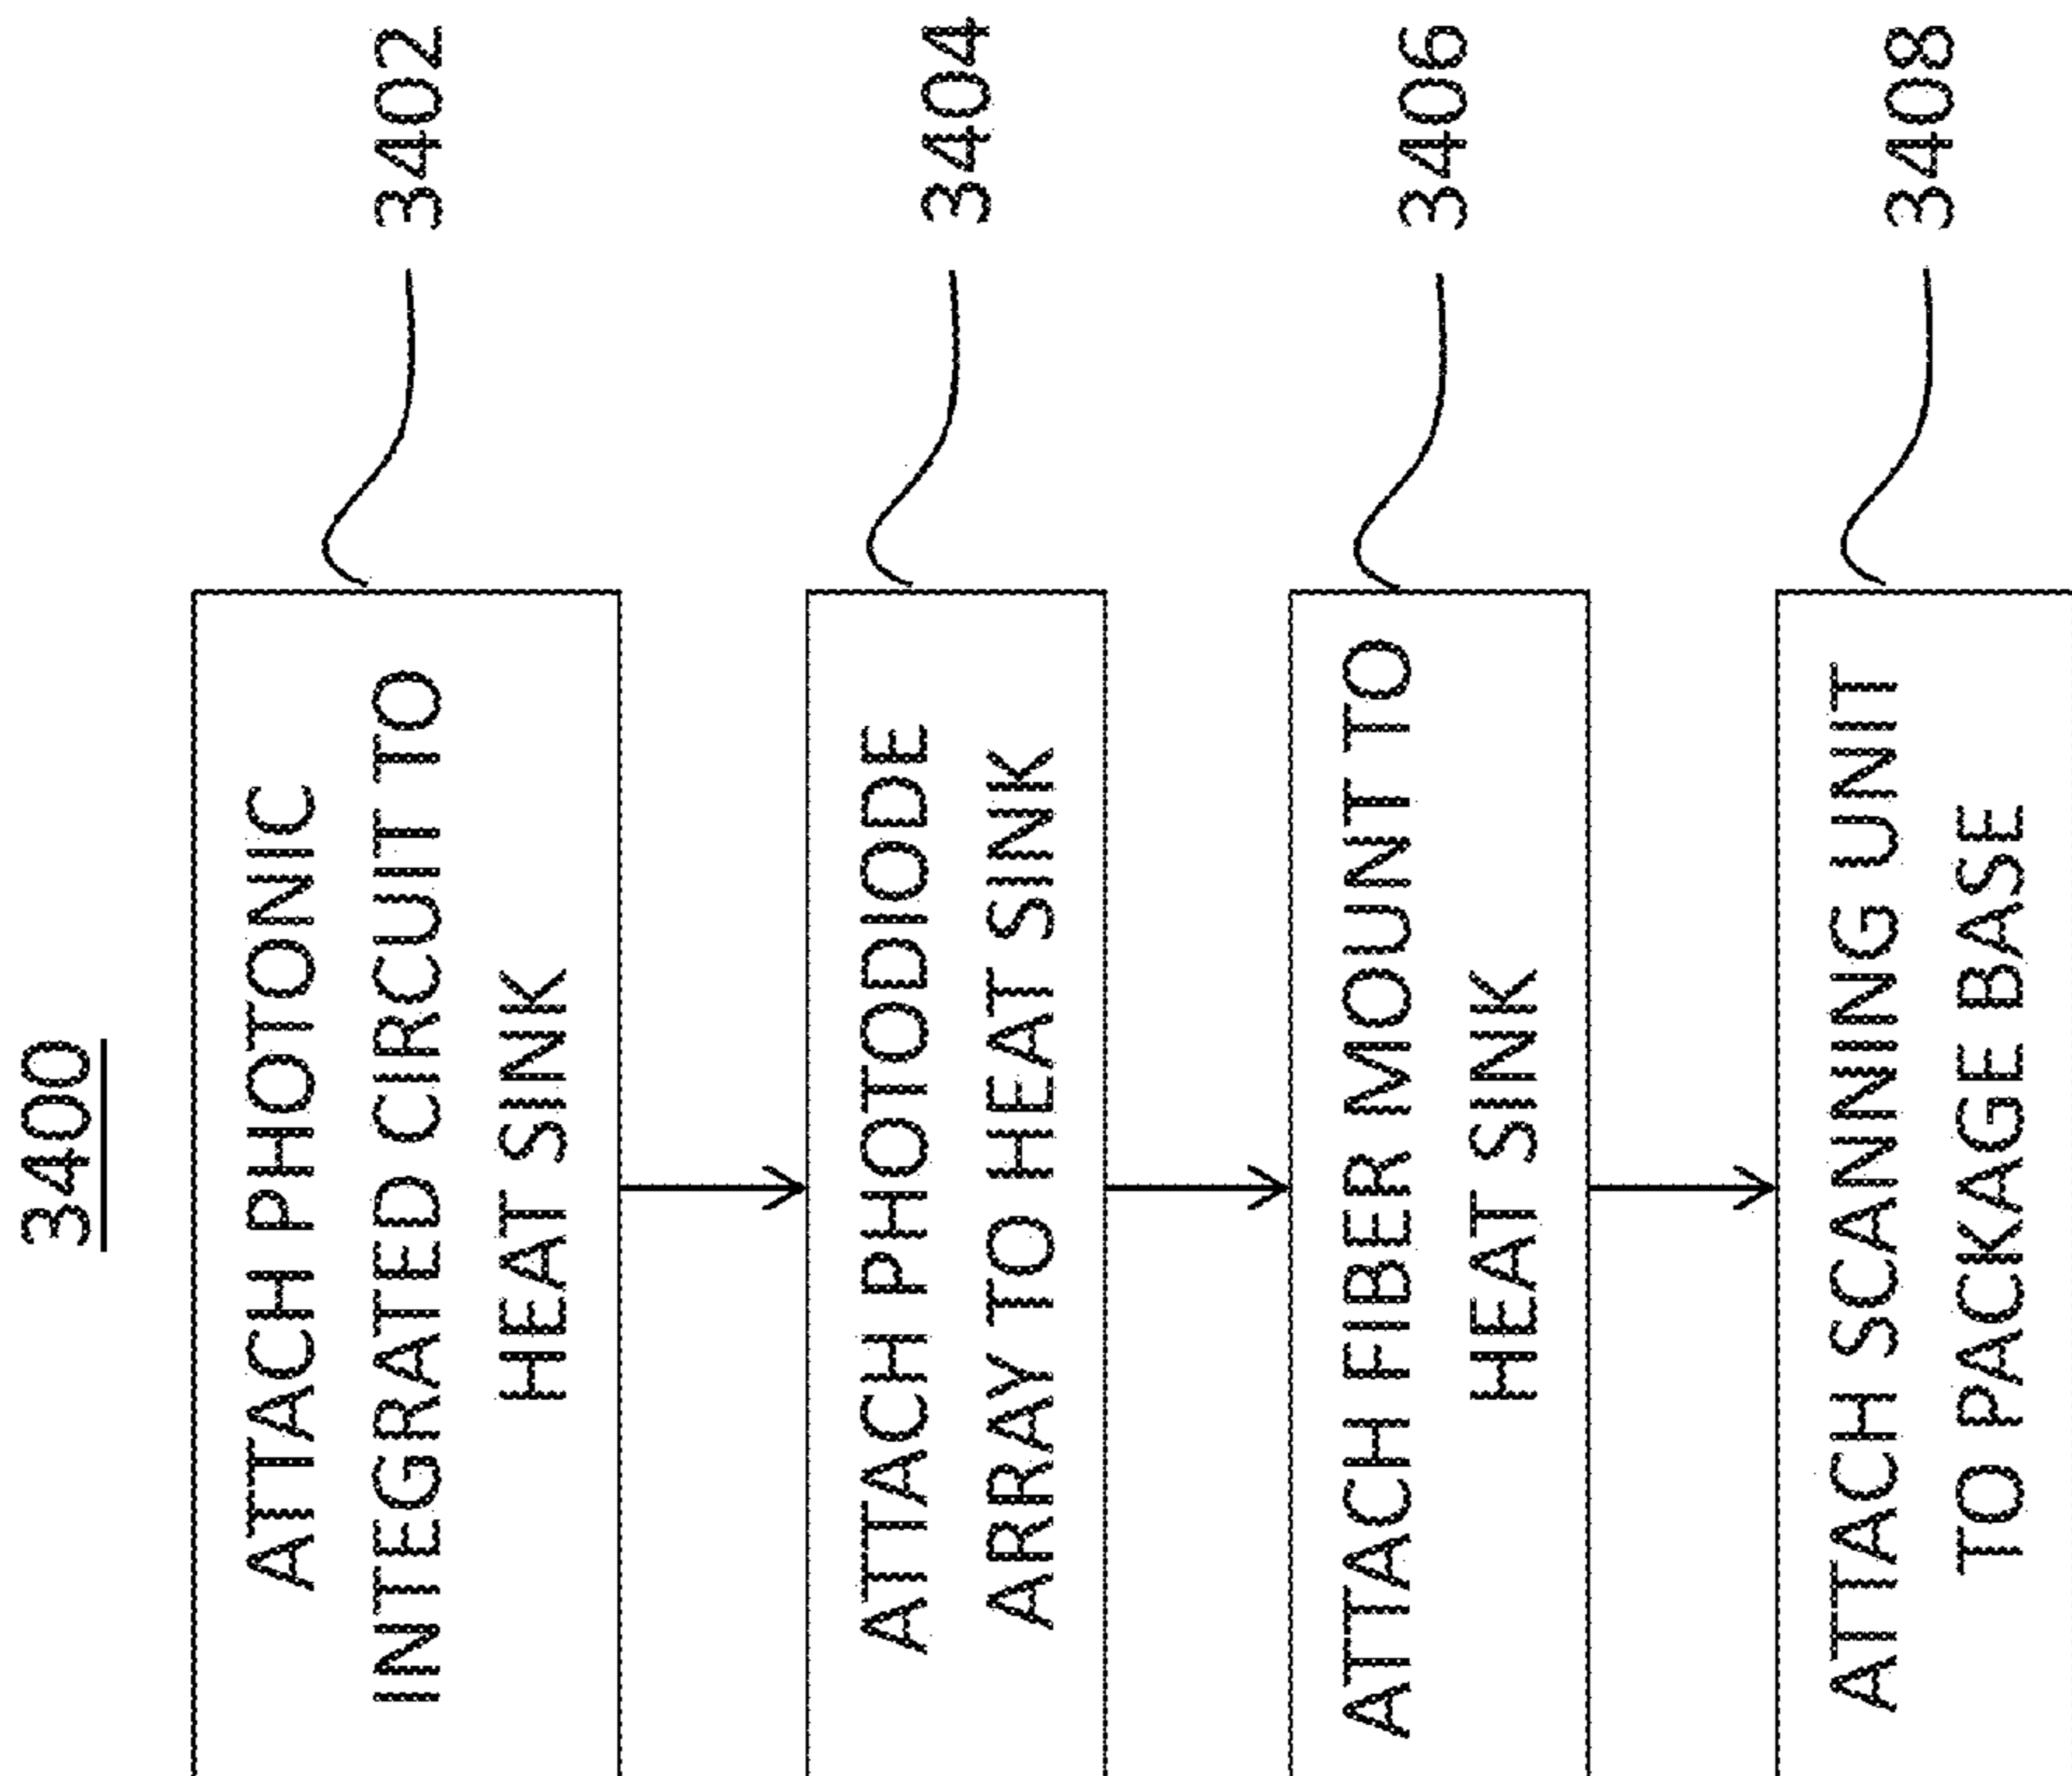 3400
ATTACH PHOTONIC
INTEGRATED CIRCUIT TO
HEAT SINK
3402
ATTACH PHOTODIODE
ARRAY TO HEAT SINK
3404
ATTACH FIBER MOUNT TO
HEAT SINK
3406
ATTACH SCANNING UNIT
TO PACKAGE BASE
3408